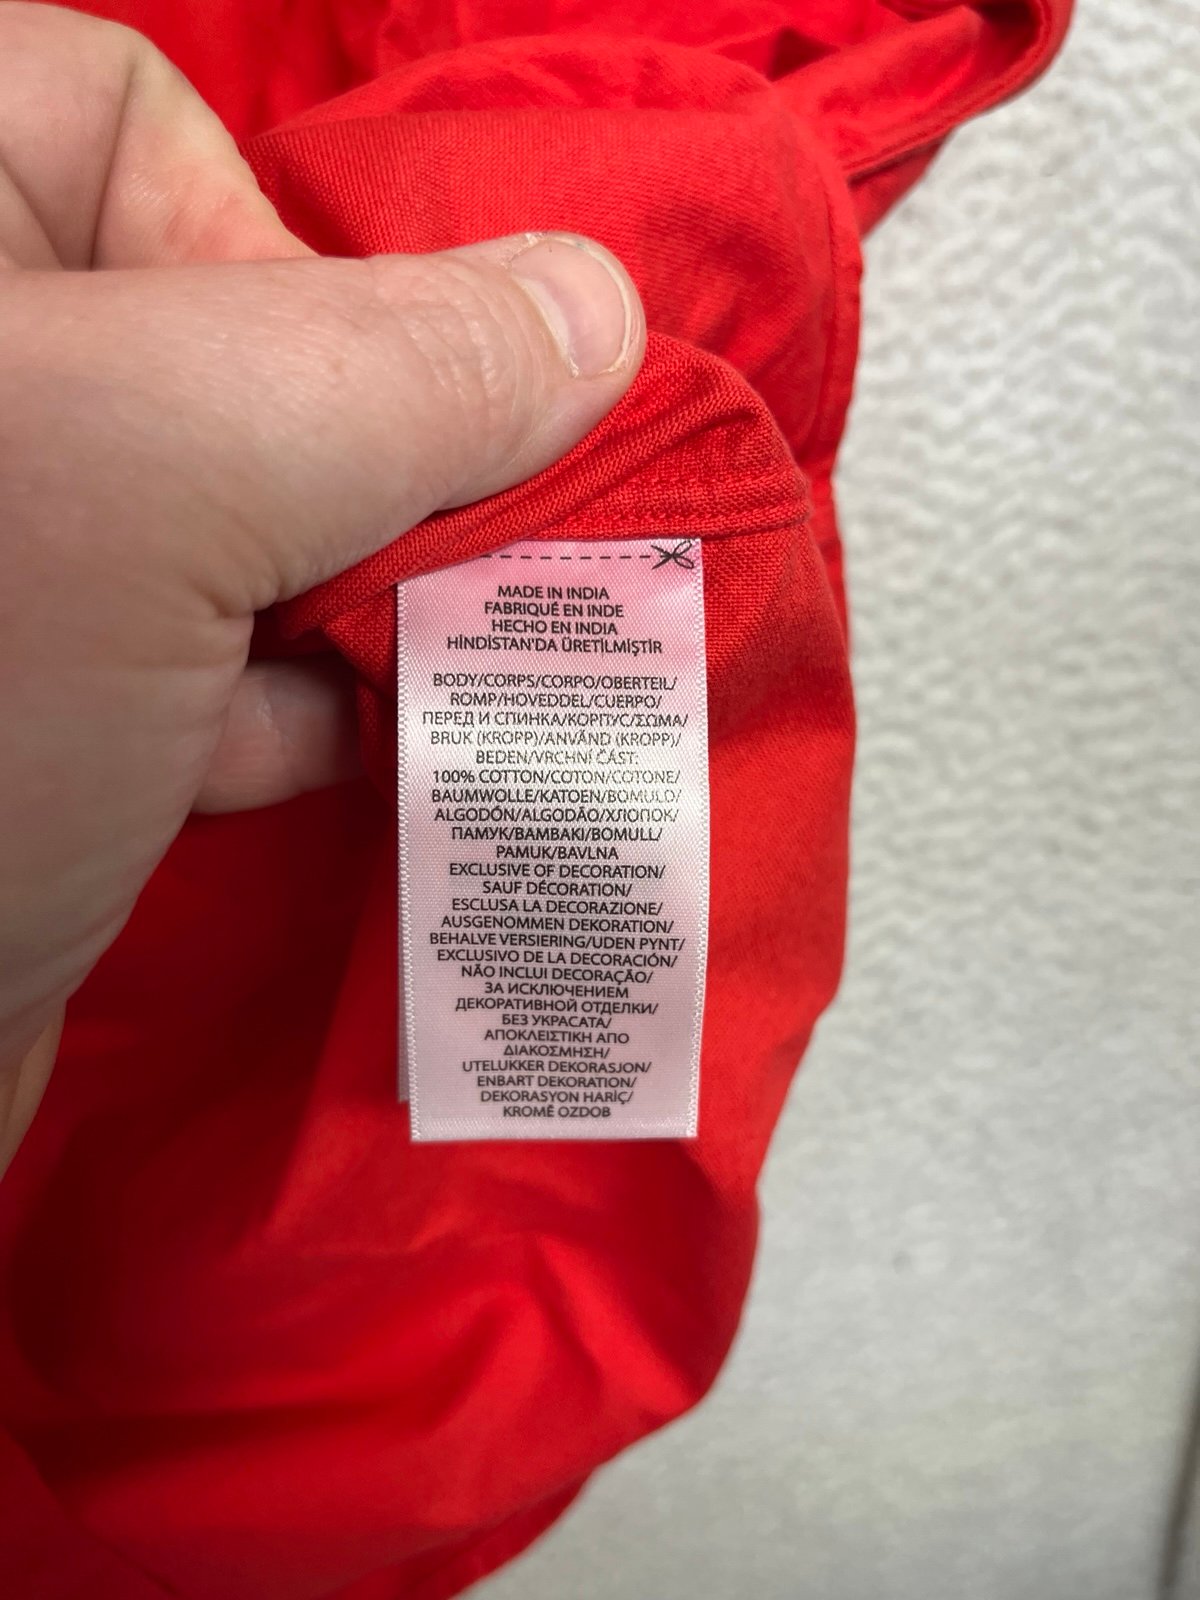 MADE IN INDIA
FABRIQUÉ EN INDE
HECHO EN INDIA
HİNDİSTAN'DA ÜRETİLMİŞTİR
BODY/CORPS/CORPO/OBERTEIL/
ROMP/HOVEDDEL/CUERPO/
ПЕРЕД И СПИНКА/КОРПУС/ΣΩΜΑ/
BRUK (KROPP)/ANVÄND (KROPP)/
BEDEN/VRCHNÍ ČÁST:
100% COTTON/COTON/COTONE/
BAUMWOLLE/KATOEN/BOMULD/
ALGODÓN/ALGODÃO/ХЛОПОК/
ПАМУК/ΒΑΜΒΑΚΙ/BOMULL/
PAMUK/BAVLNA
EXCLUSIVE OF DECORATION/
SAUF DÉCORATION/
ESCLUSA LA DECORAZIONE/
AUSGENOMMEN DEKORATION/
BEHALVE VERSIERING/UDEN PYNT/
EXCLUSIVO DE LA DECORACIÓN/
NÃO INCLUI DECORAÇÃO/
ЗА ИСКЛЮЧЕНИЕМ
ДЕКОРАТИВНОЙ ОТДЕЛКИ/
БЕЗ УКРАСАТА/
ΑΠΟΚΛΕΙΣΤΙΚΗ ΑΠΟ
ΔΙΑΚΟΣΜΗΣΗ/
UTELUKKER DEKORASJON/
ENBART DEKORATION/
DEKORASYON HARİÇ/
KROMĚ OZDOB